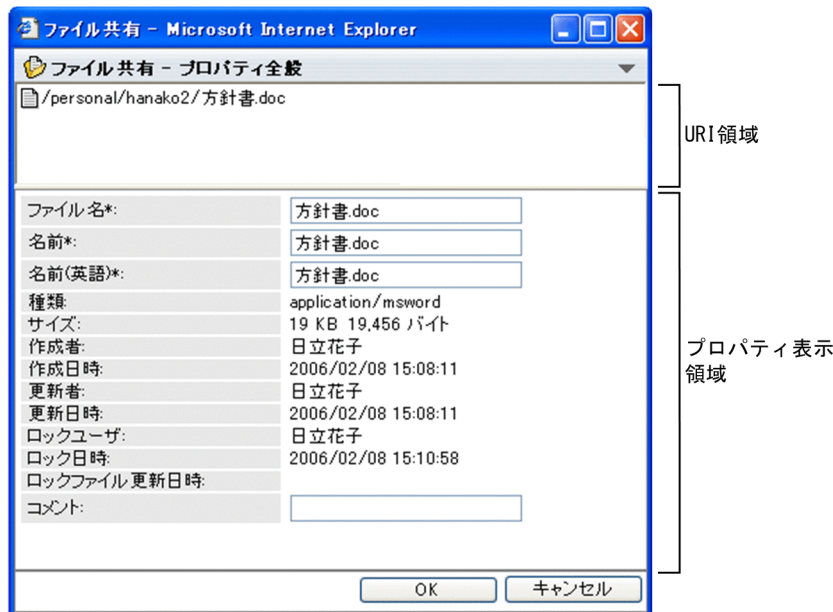 ファイル共有 - Microsoft Internet Explorer
ファイル共有 - プロパティ全般
/personal/hanako2/方針書.doc
URI領域
ファイル名*: 方針書.doc
名前*: 方針書.doc
名前(英語)*: 方針書.doc
種類: application/msword
サイズ: 19 KB 19,456 バイト
作成者: 日立花子
作成日時: 2006/02/08 15:08:11
更新者: 日立花子
更新日時: 2006/02/08 15:08:11
ロックユーザ: 日立花子
ロック日時: 2006/02/08 15:10:58
ロックファイル更新日時:
コメント:
プロパティ表示
領域
OK キャンセル